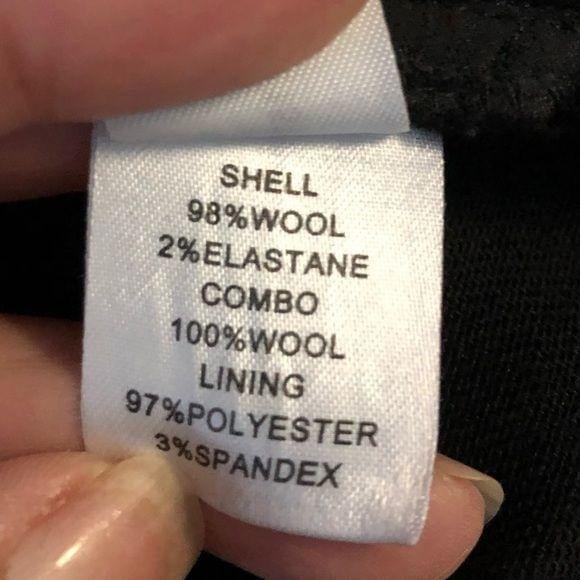 SHELL
98%WOOL
2%ELASTANE
COMBO
100%WOOL
LINING
97%POLYESTER
3%SPANDEX